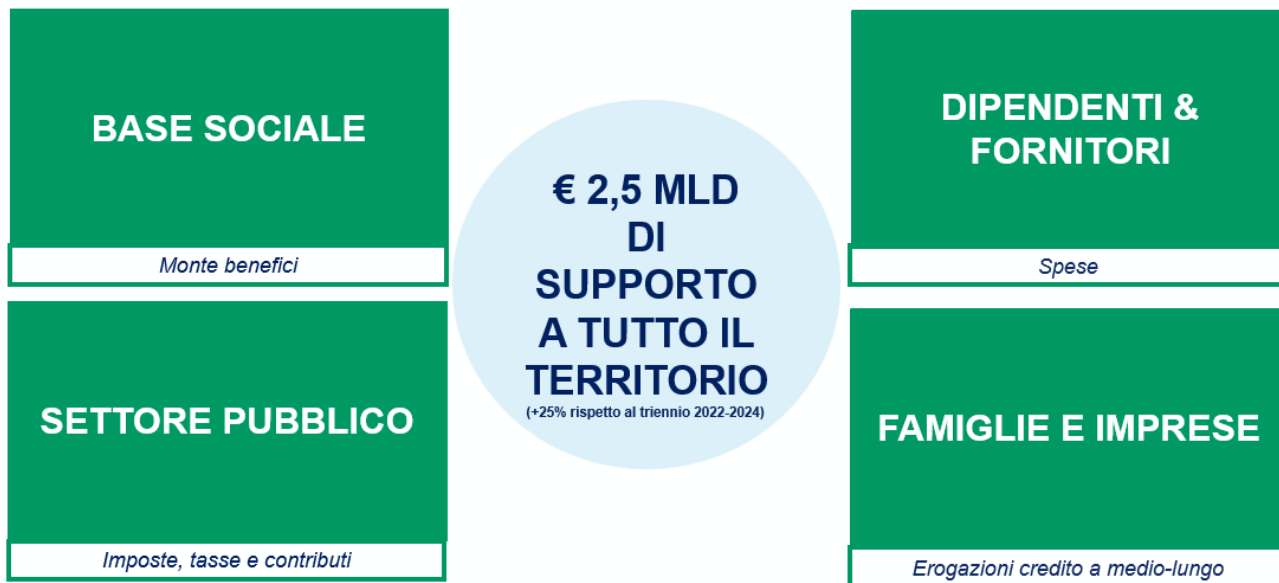 BASE SOCIALE
Monte benefici
SETTORE PUBBLICO
Imposte, tasse e contributi
€ 2,5 MLD
DI
SUPPORTO
A TUTTO IL
TERRITORIO
(+25% rispetto al triennio 2022-2024)
DIPENDENTI &
FORNITORI
Spese
FAMIGLIE E IMPRESE
Erogazioni credito a medio-lungo